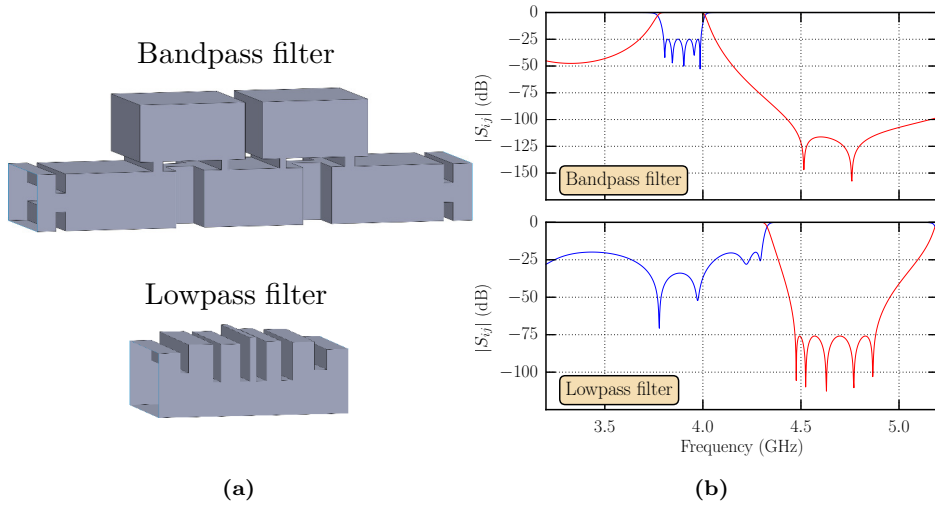 Bandpass filter
Lowpass filter
(a)
0
−25
−50
−75
−100
−125
−150
|S_ij| (dB)
Bandpass filter
0
−25
−50
−75
−100
|S_ij| (dB)
Lowpass filter
3.5 4.0 4.5 5.0
Frequency (GHz)
(b)